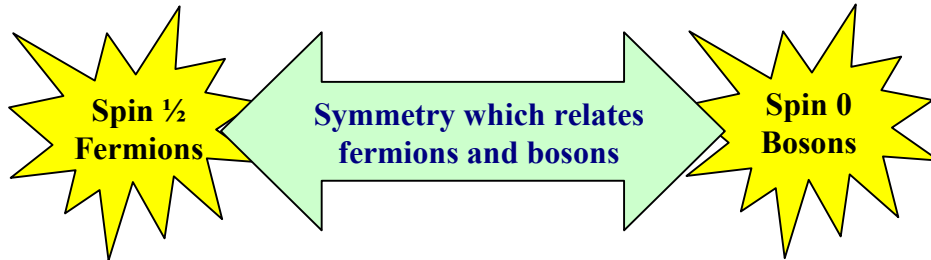 Spin ½
Fermions
Symmetry which relates
fermions and bosons
Spin 0
Bosons